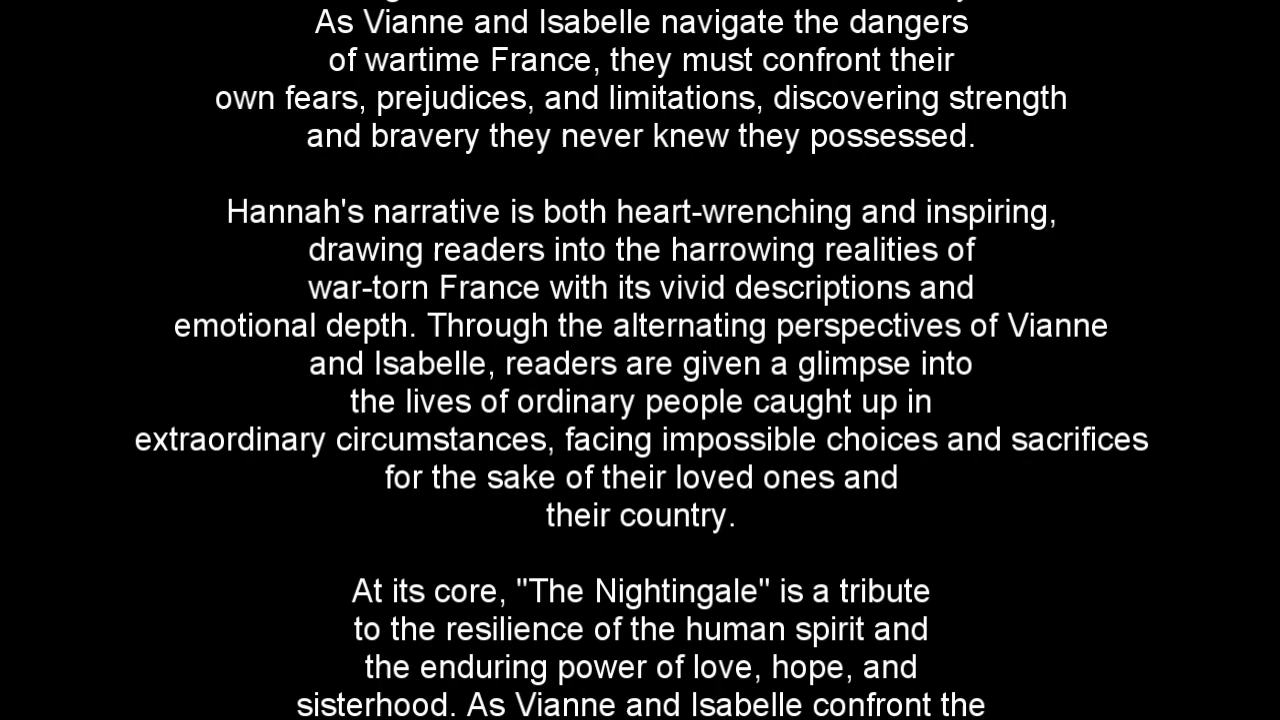 As Vianne and Isabelle navigate the dangers
of wartime France, they must confront their
own fears, prejudices, and limitations, discovering strength
and bravery they never knew they possessed.
Hannah's narrative is both heart-wrenching and inspiring,
drawing readers into the harrowing realities of
war-torn France with its vivid descriptions and
emotional depth. Through the alternating perspectives of Vianne
and Isabelle, readers are given a glimpse into
the lives of ordinary people caught up in
extraordinary circumstances, facing impossible choices and sacrifices
for the sake of their loved ones and
their country.
At its core, "The Nightingale" is a tribute
to the resilience of the human spirit and
the enduring power of love, hope, and
sisterhood. As Vianne and Isabelle confront the